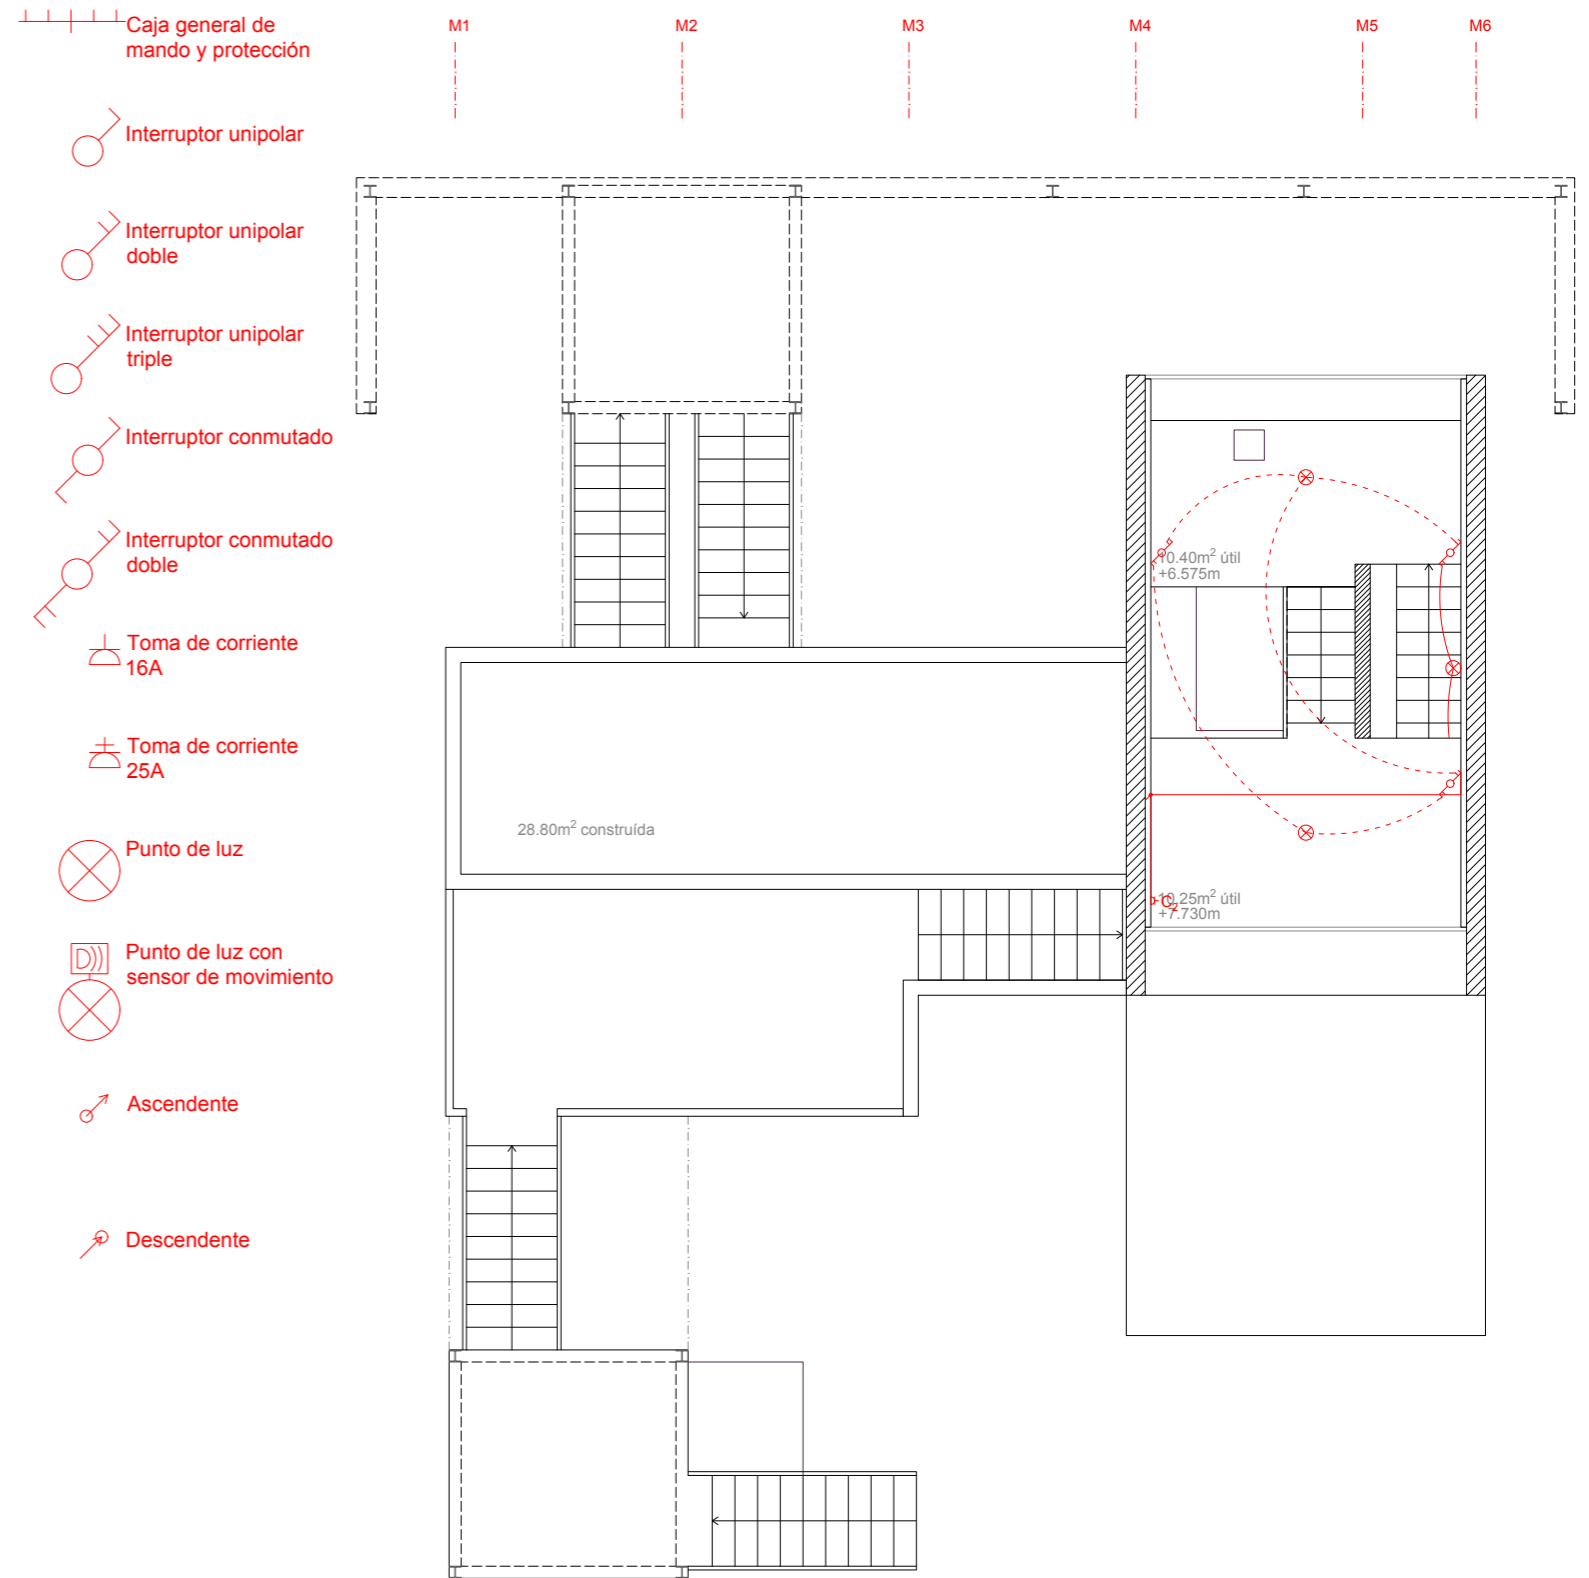 M1
M2
M3
M4
M5
M6
Caja general de
mando y protección
Interruptor unipolar
Interruptor unipolar
doble
Interruptor unipolar
triple
Interruptor conmutado
Interruptor conmutado
doble
Toma de corriente
16A
Toma de corriente
25A
Punto de luz
Punto de luz con
sensor de movimiento
Ascendente
Descendente
10.40m² útil
+6.575m
28.80m² construída
C₂
10.25m² útil
+7.730m